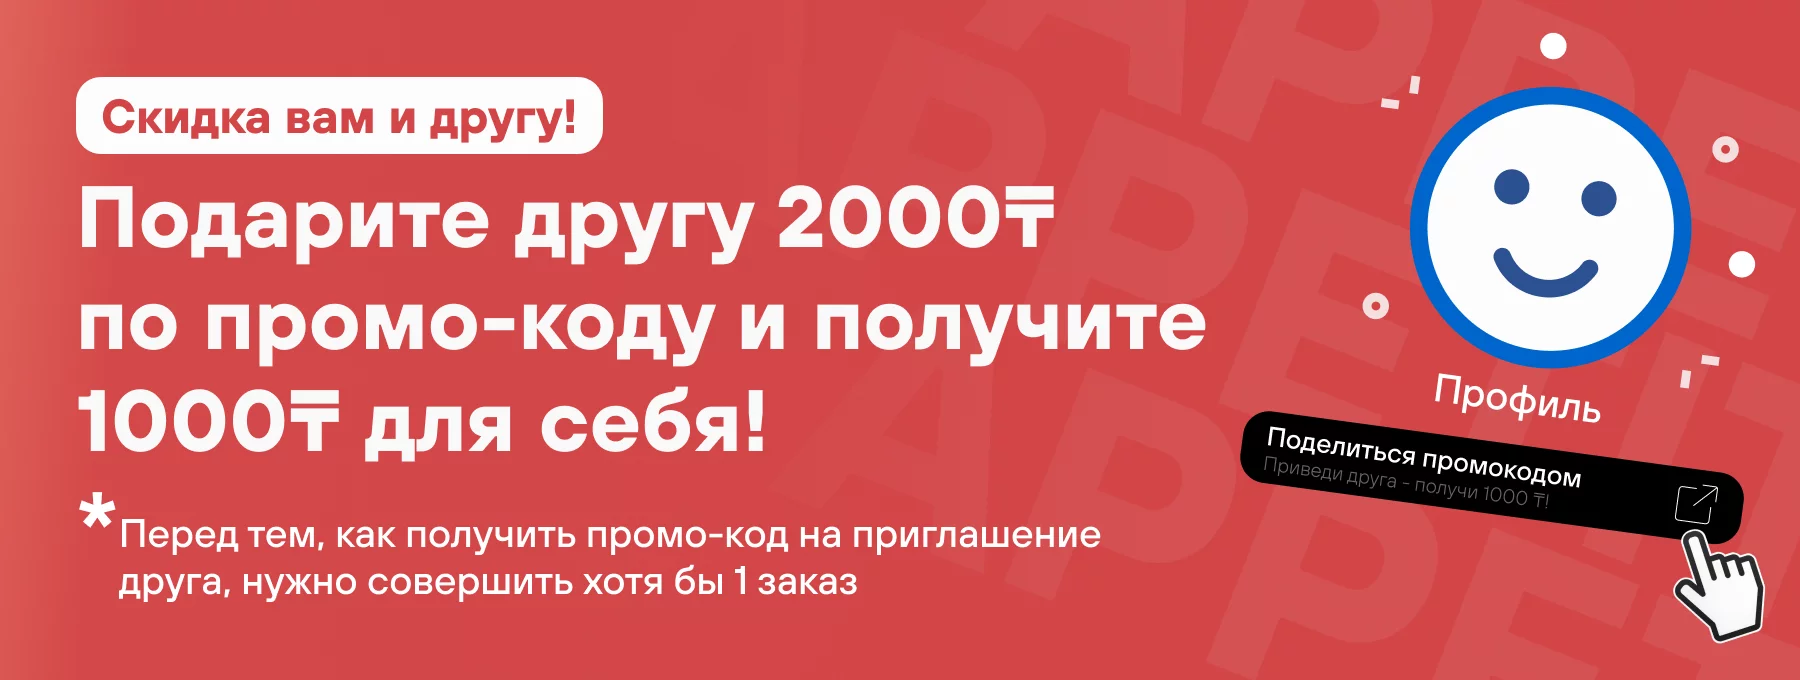 Скидка вам и другу!
Подарите другу 2000₸
по промо-коду и получите
1000₸ для себя!
*Перед тем, как получить промо-код на приглашение
друга, нужно совершить хотя бы 1 заказ
Профиль
Поделиться промокодом
Приведи друга - получи 1000 ₸!